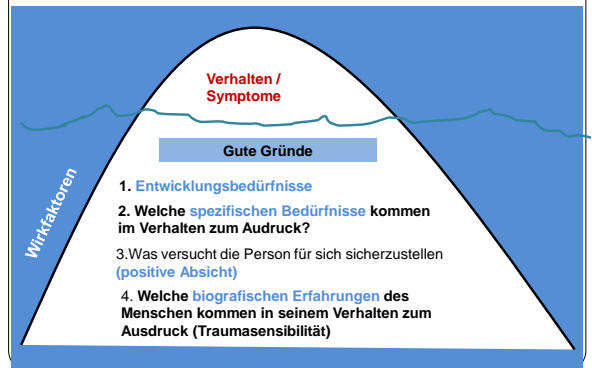 Verhalten /
Symptome
Gute Gründe
Wirkfaktoren
1. Entwicklungsbedürfnisse
2. Welche spezifischen Bedürfnisse kommen
im Verhalten zum Audruck?
3.Was versucht die Person für sich sicherzustellen
(positive Absicht)
4. Welche biografischen Erfahrungen des
Menschen kommen in seinem Verhalten zum
Ausdruck (Traumasensibilität)